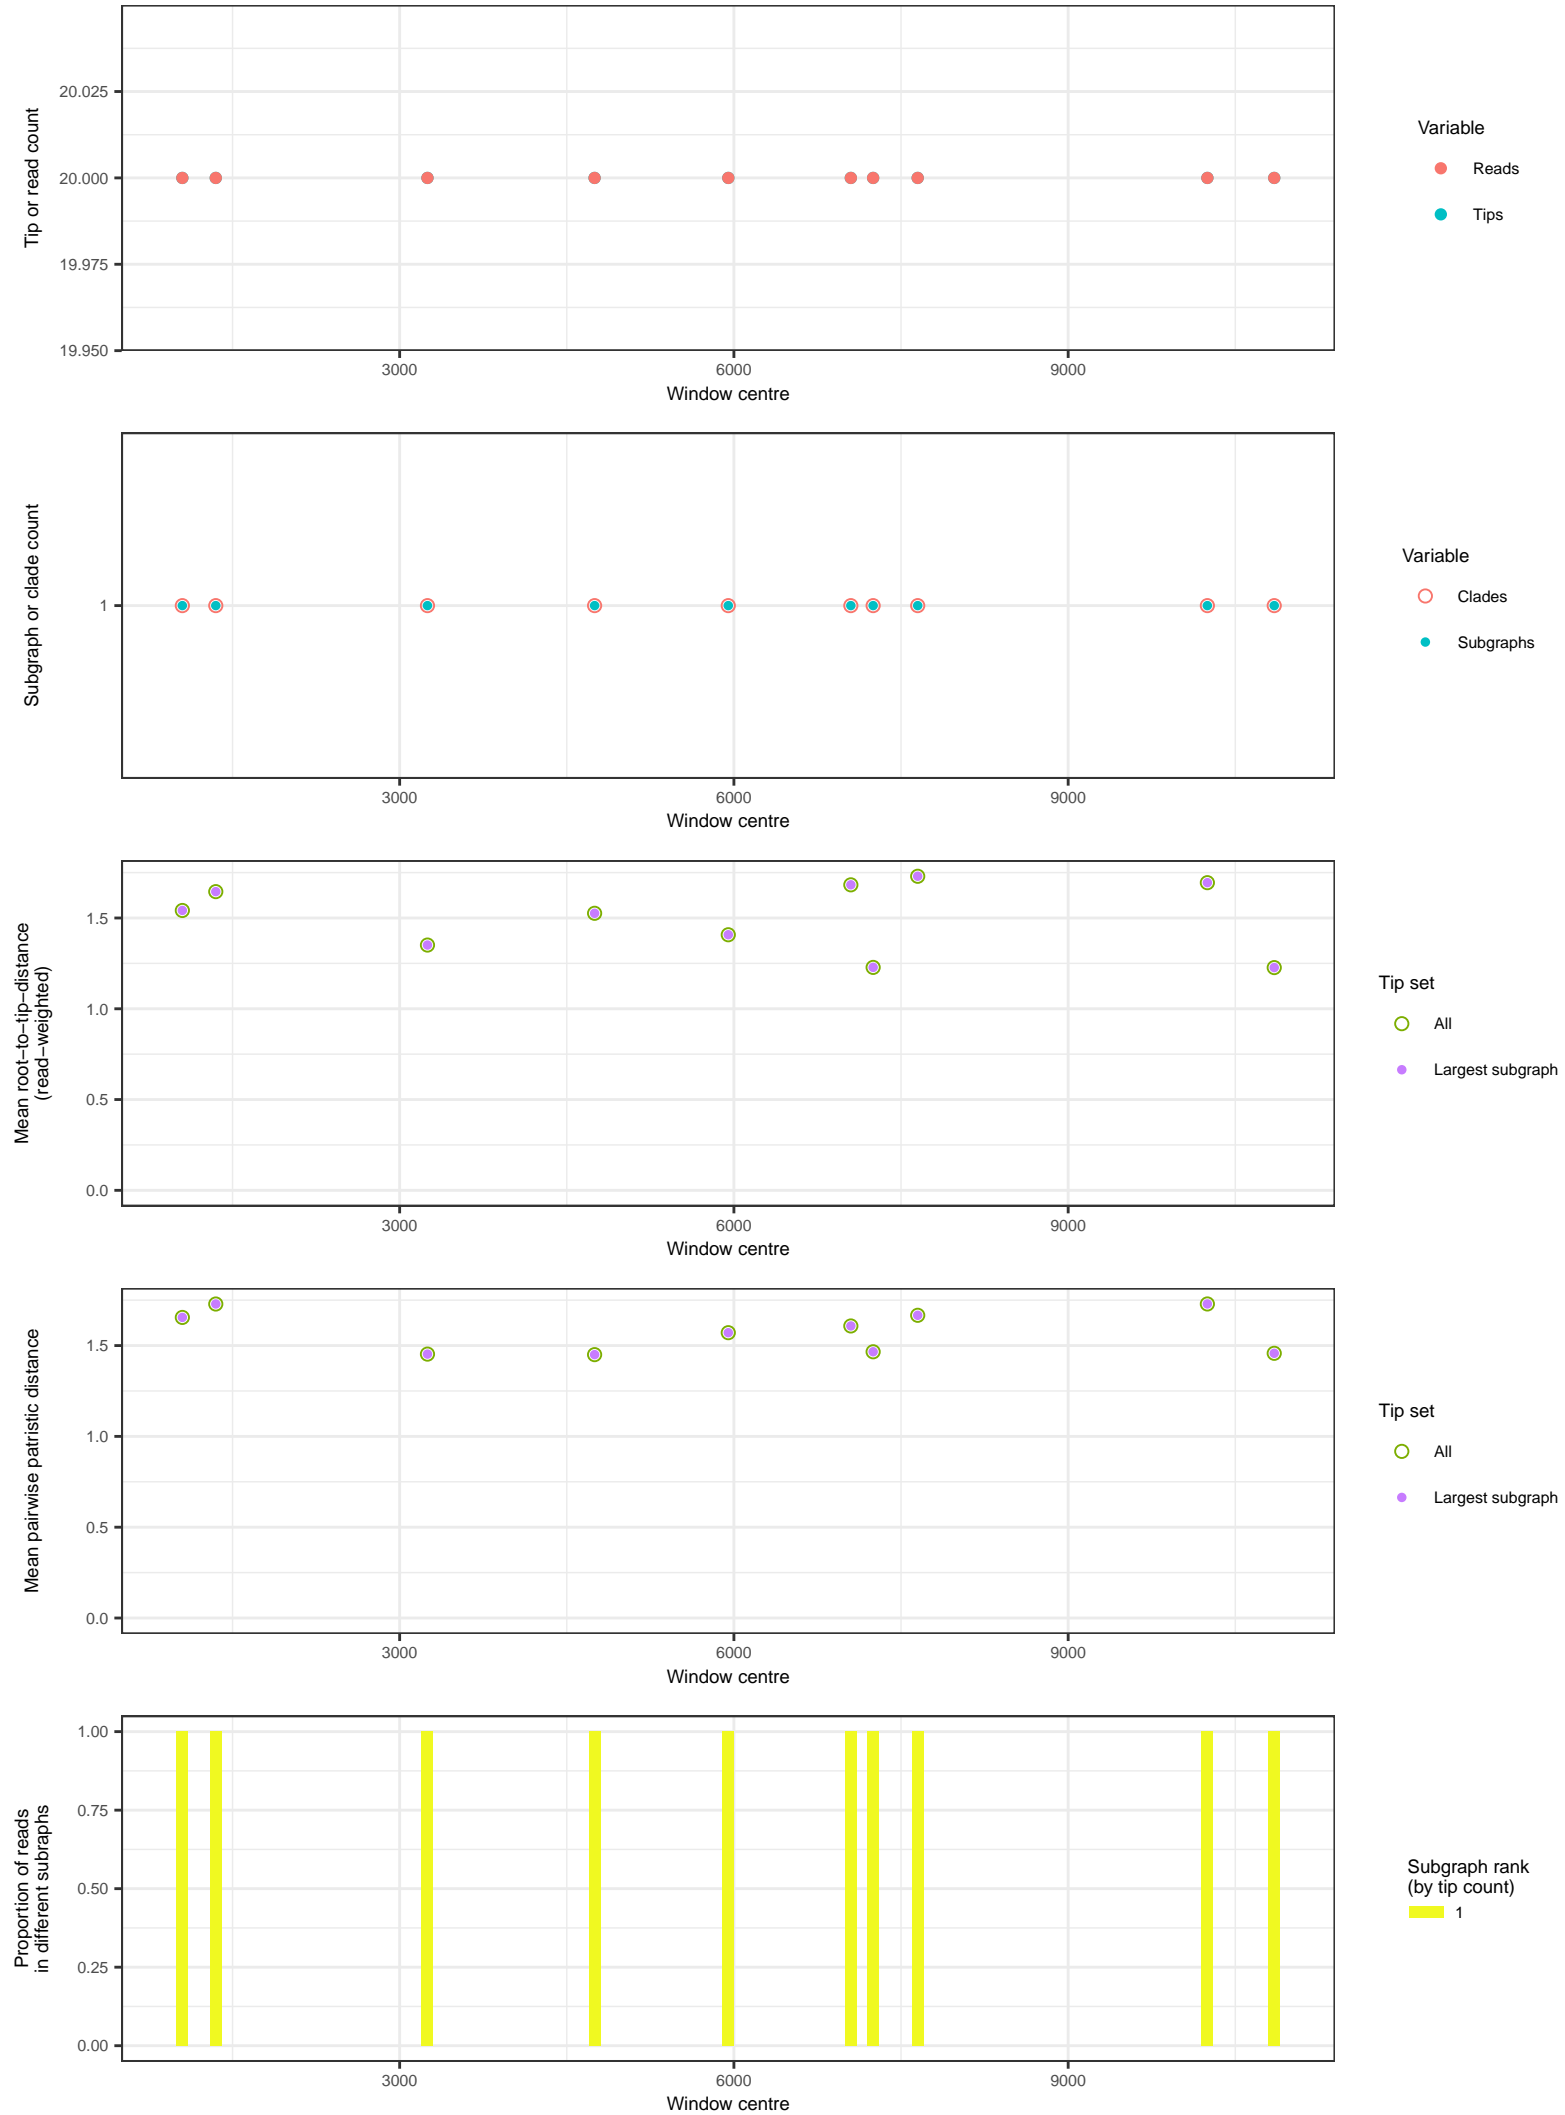 Tip or read count
20.025
20.000
19.975
19.950
3000
6000
9000
Window centre
Variable
Reads
Tips
Subgraph or clade count
1
3000
6000
9000
Window centre
Variable
Clades
Subgraphs
Mean root−to−tip−distance
(read−weighted)
1.5
1.0
0.5
0.0
3000
6000
9000
Window centre
Tip set
All
Largest subgraph
Mean pairwise patristic distance
1.5
1.0
0.5
0.0
3000
6000
9000
Window centre
Tip set
All
Largest subgraph
Proportion of reads
in different subraphs
1.00
0.75
0.50
0.25
0.00
3000
6000
9000
Window centre
Subgraph rank
(by tip count)
1